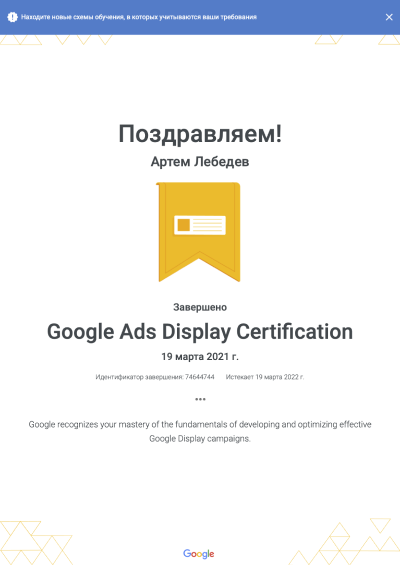 Находите новые схемы обучения, в которых учитываются ваши требования
Поздравляем!
Артем Лебедев
Завершено
Google Ads Display Certification
19 марта 2021 г.
Идентификатор завершения: 74644744 Истекает 19 марта 2022 г.
Google recognizes your mastery of the fundamentals of developing and optimizing effective
Google Display campaigns.
Google